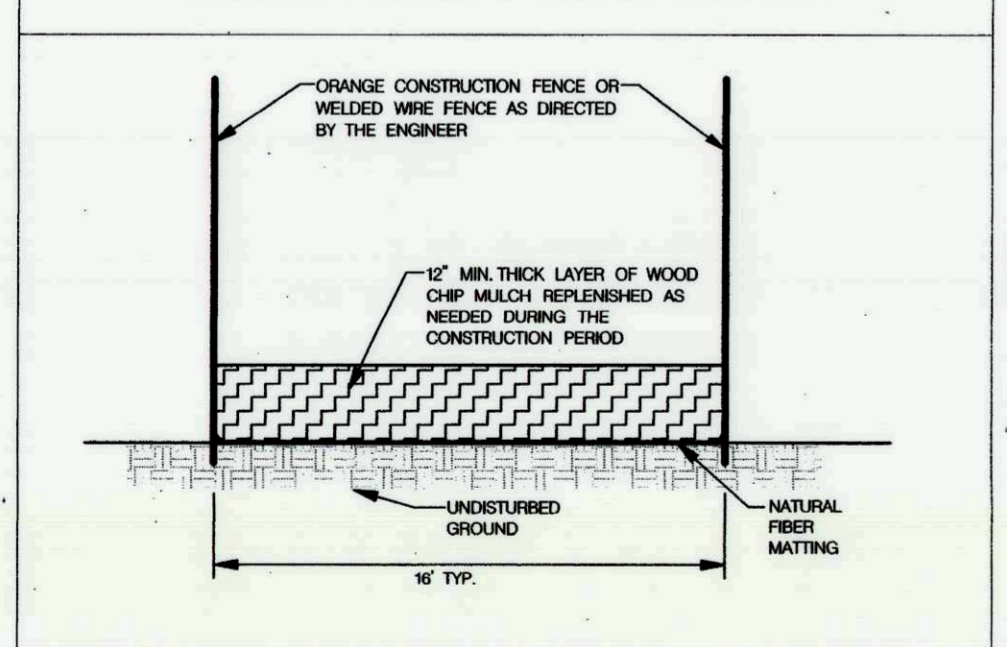 ORANGE CONSTRUCTION FENCE OR
WELDED WIRE FENCE AS DIRECTED
BY THE ENGINEER
12" MIN. THICK LAYER OF WOOD
CHIP MULCH REPLENISHED AS
NEEDED DURING THE
CONSTRUCTION PERIOD
UNDISTURBED
GROUND
NATURAL
FIBER
MATTING
16' TYP.